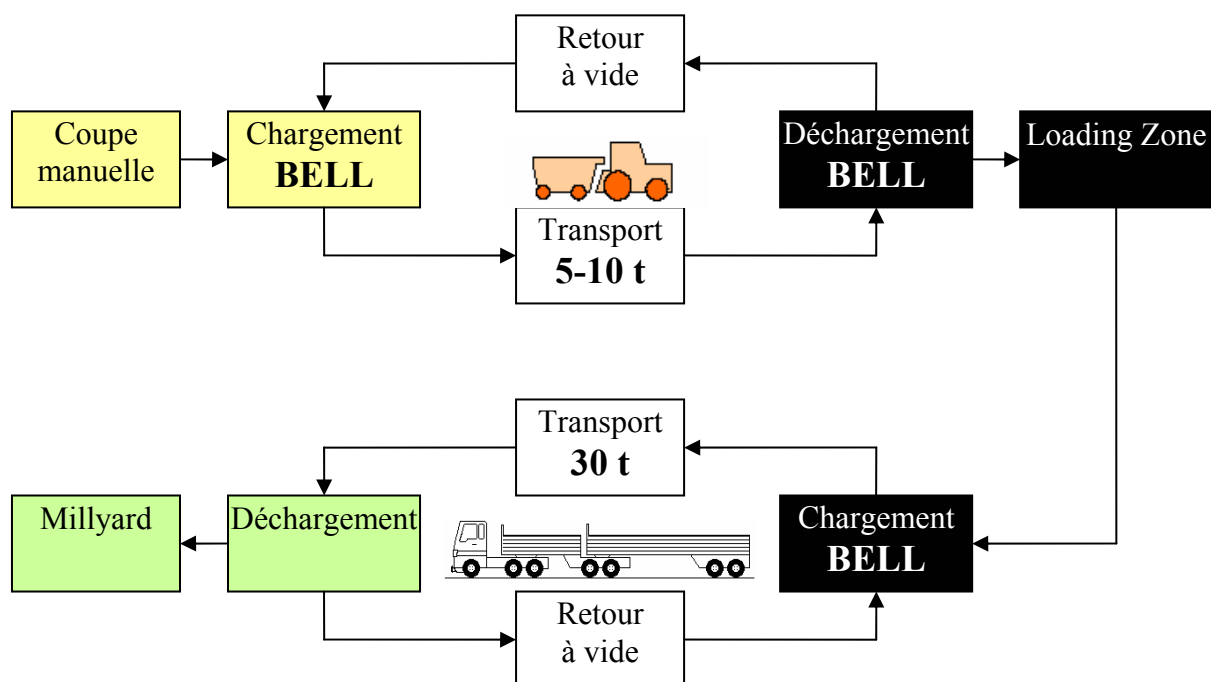 Retour
à vide
Coupe
manuelle
Chargement
BELL
Déchargement
BELL
Loading Zone
Transport
5-10 t
Transport
30 t
Millyard
Déchargement
Chargement
BELL
Retour
à vide